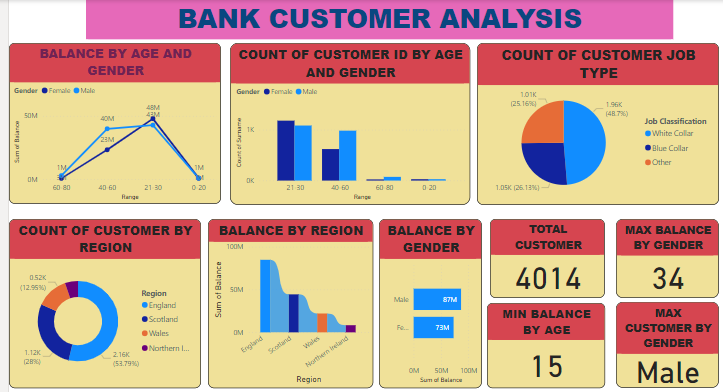 BANK CUSTOMER ANALYSIS
BALANCE BY AGE AND
GENDER
Gender Female Male
50M
0M
Sum of Balance
1M
40M
23M
48M
43M
60-80 40-60 21-30 0-20
Range
COUNT OF CUSTOMER ID BY AGE
AND GENDER
Gender Female Male
1K
0K
Count of Surname
21-30 40-60 60-80 0-20
Range
COUNT OF CUSTOMER JOB
TYPE
1.01K
(25.16%)
1.96K
(48.7%)
1.05K (26.13%)
Job Classification
White Collar
Blue Collar
Other
COUNT OF CUSTOMER BY
REGION
0.52K
(12.95%)
1.12K
(28%)
2.16K
(53.79%)
Region
England
Scotland
Wales
Northern I...
BALANCE BY REGION
100M
50M
0M
Sum of Balance
England
Scotland
Wales
Northern Ireland
Region
BALANCE BY
GENDER
Male 87M
Fe... 73M
0M 50M 100M
Sum of Balance
TOTAL
CUSTOMER
4014
MAX BALANCE
BY GENDER
34
MIN BALANCE
BY AGE
15
MAX
CUSTOMER BY
GENDER
Male